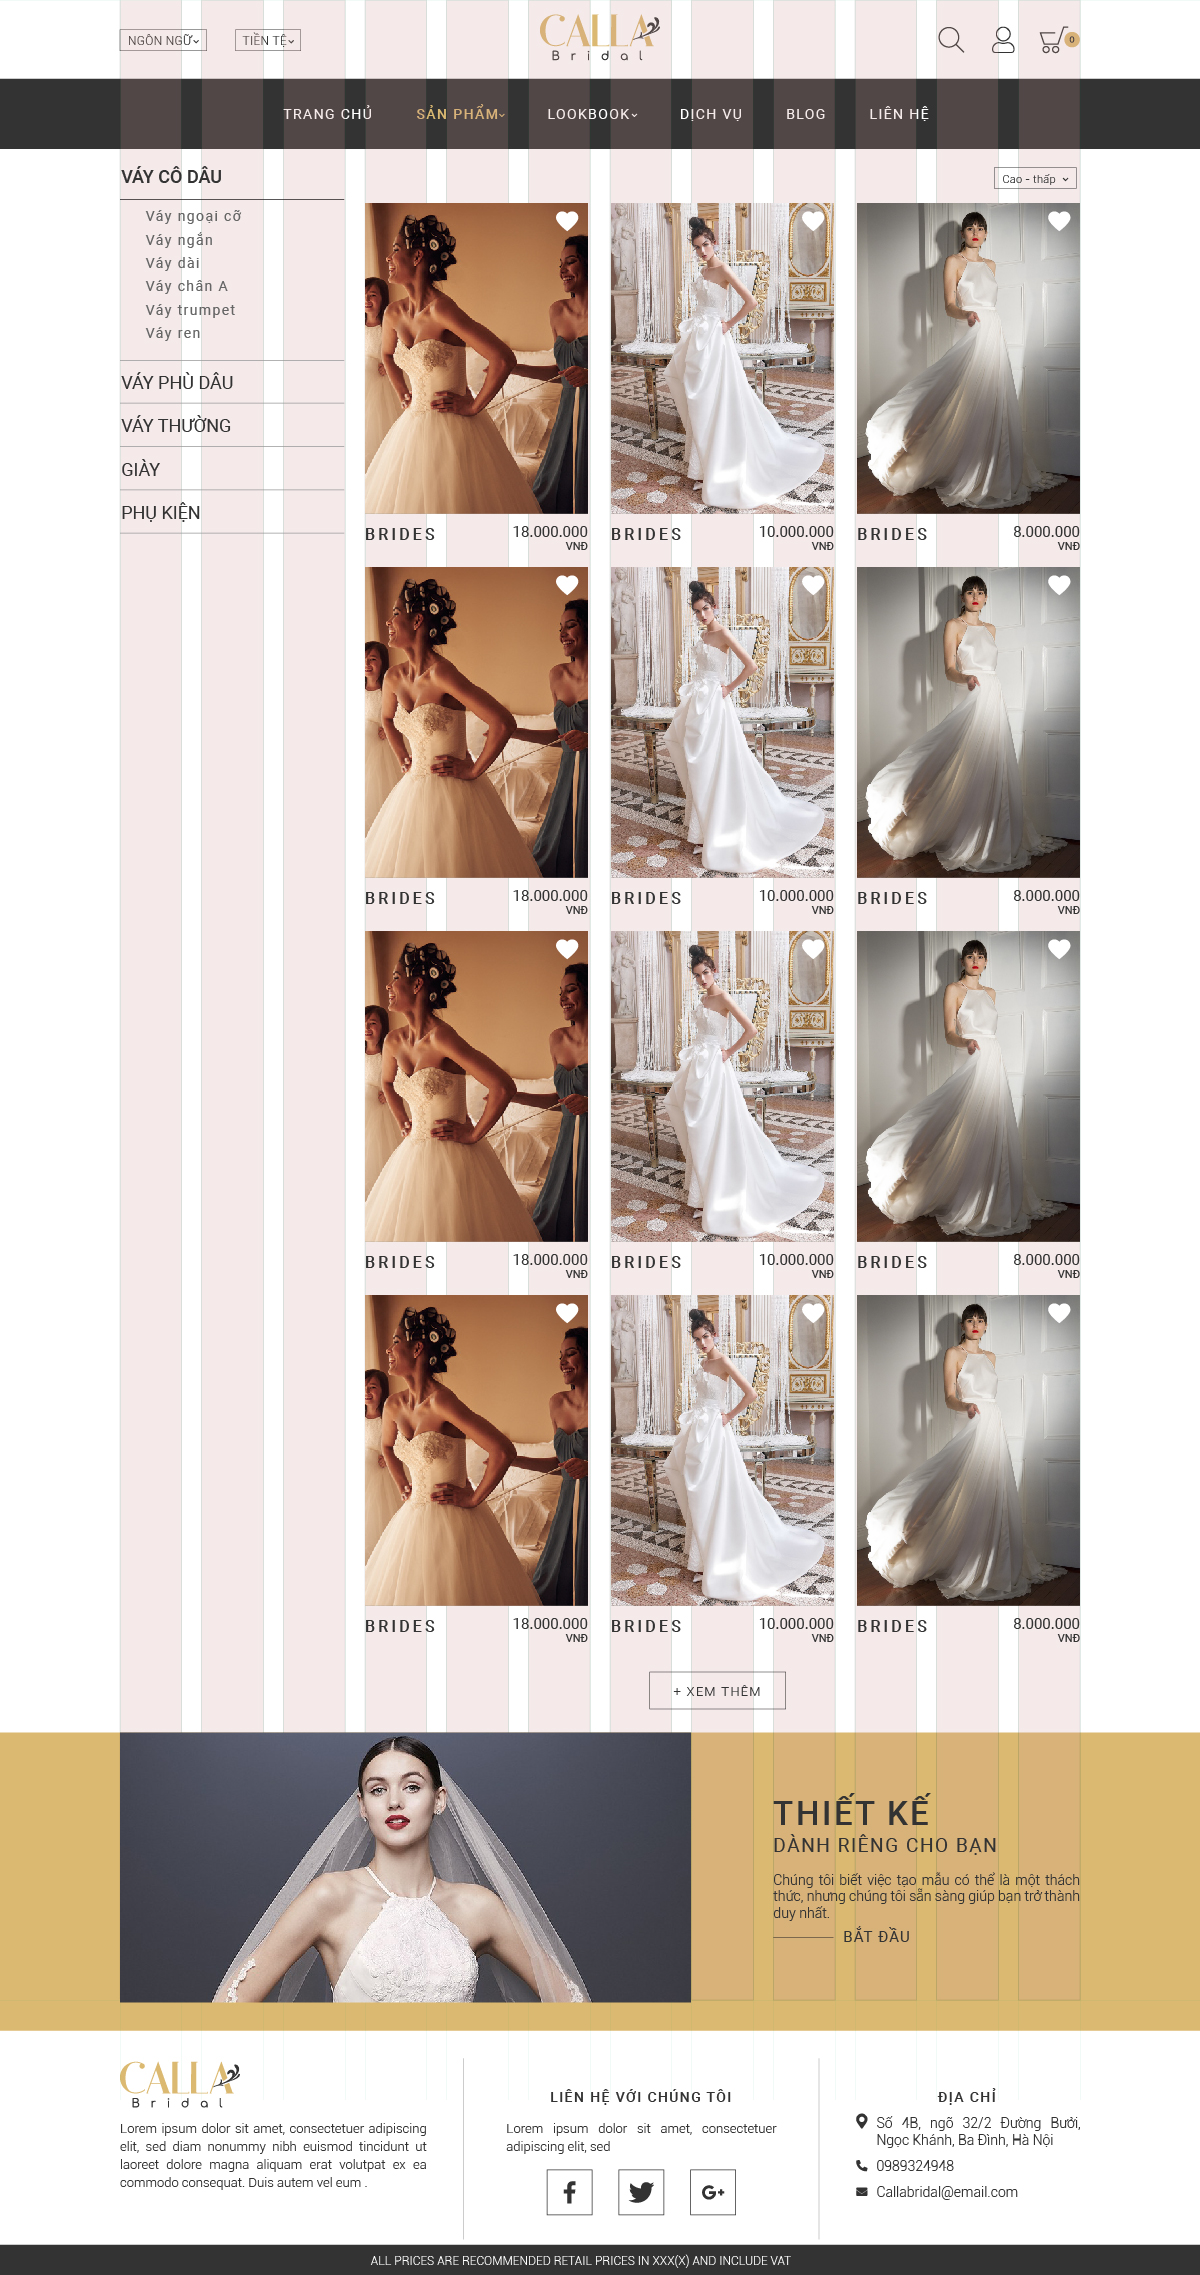 NGÔN NGỮ
TIỀN TỆ
CALLA
Bridal
0
TRANG CHỦ
SẢN PHẨM
LOOKBOOK
DỊCH VỤ
BLOG
LIÊN HỆ
VÁY CÔ DÂU
Váy ngoại cỡ
Váy ngắn
Váy dài
Váy chân A
Váy trumpet
Váy ren
VÁY PHÙ DÂU
VÁY THƯỜNG
GIÀY
PHỤ KIỆN
Cao - thấp
BRIDES 18.000.000
VNĐ
BRIDES 10.000.000
VNĐ
BRIDES 8.000.000
VNĐ
BRIDES 18.000.000
VNĐ
BRIDES 10.000.000
VNĐ
BRIDES 8.000.000
VNĐ
BRIDES 18.000.000
VNĐ
BRIDES 10.000.000
VNĐ
BRIDES 8.000.000
VNĐ
BRIDES 18.000.000
VNĐ
BRIDES 10.000.000
VNĐ
BRIDES 8.000.000
VNĐ
+ XEM THÊM
THIẾT KẾ
DÀNH RIÊNG CHO BẠN
Chúng tôi biết việc tạo mẫu có thể là một thách
thức, nhưng chúng tôi sẵn sàng giúp bạn trở thành
duy nhất.
BẮT ĐẦU
CALLA
Bridal
Lorem ipsum dolor sit amet, consectetuer adipiscing
elit, sed diam nonummy nibh euismod tincidunt ut
laoreet dolore magna aliquam erat volutpat ex ea
commodo consequat. Duis autem vel eum .
LIÊN HỆ VỚI CHÚNG TÔI
Lorem ipsum dolor sit amet, consectetuer
adipiscing elit, sed
f
G+
ĐỊA CHỈ
Số 4B, ngõ 32/2 Đường Bưởi,
Ngọc Khánh, Ba Đình, Hà Nội
0989324948
Callabridal@email.com
ALL PRICES ARE RECOMMENDED RETAIL PRICES IN XXX(X) AND INCLUDE VAT